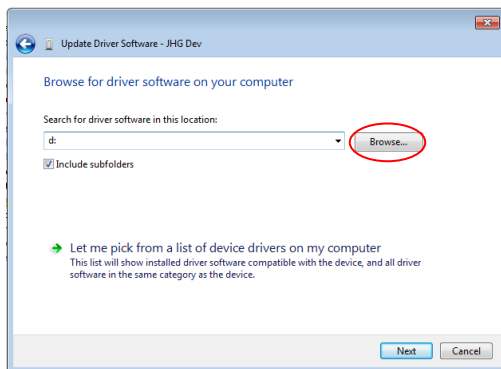 Update Driver Software - JHG Dev
Browse for driver software on your computer
Search for driver software in this location:
d:
Browse...
Include subfolders
Let me pick from a list of device drivers on my computer
This list will show installed driver software compatible with the device, and all driver
software in the same category as the device.
Next Cancel